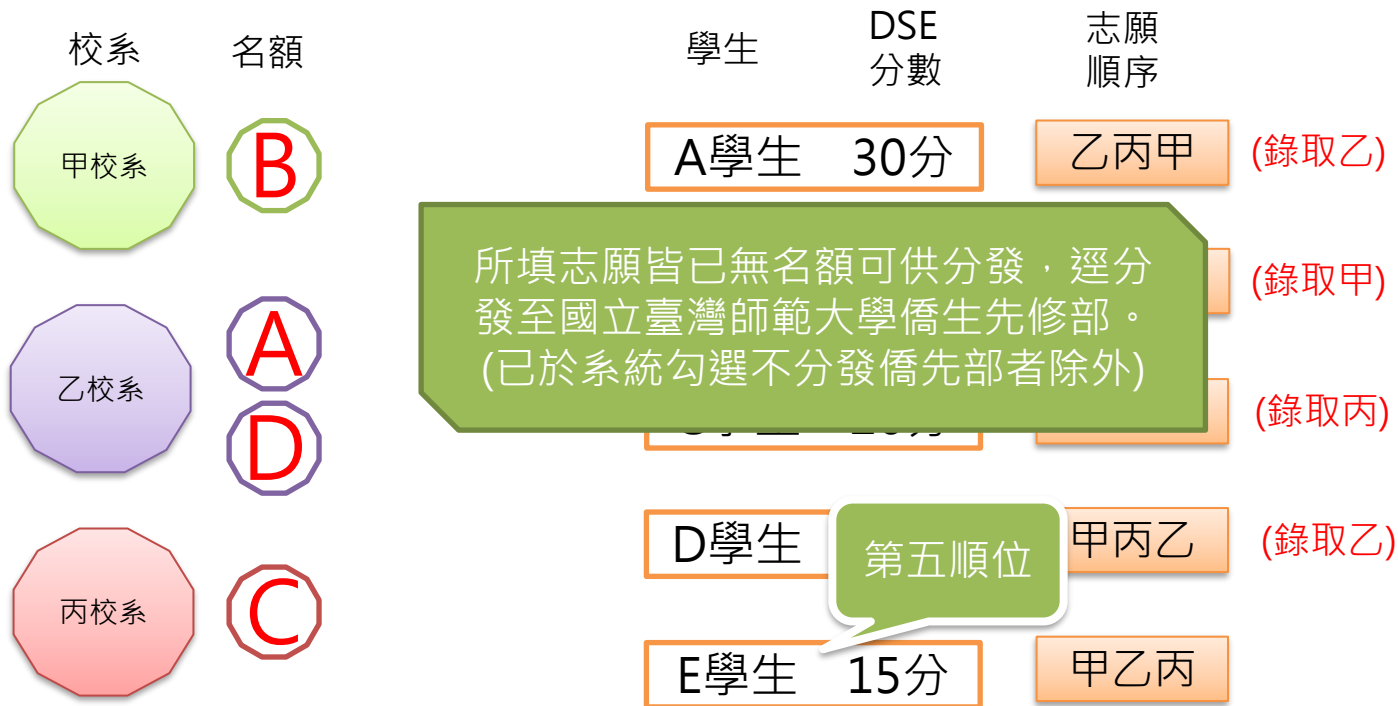 校系
名額
學生
DSE
分數
志願
順序
甲校系
B
A學生 30分
乙丙甲
(錄取乙)
所填志願皆已無名額可供分發，逕分
發至國立臺灣師範大學僑生先修部。
(已於系統勾選不分發僑先部者除外)
(錄取甲)
乙校系
A
D
(錄取丙)
D學生
第五順位
甲丙乙
(錄取乙)
丙校系
C
E學生 15分
甲乙丙